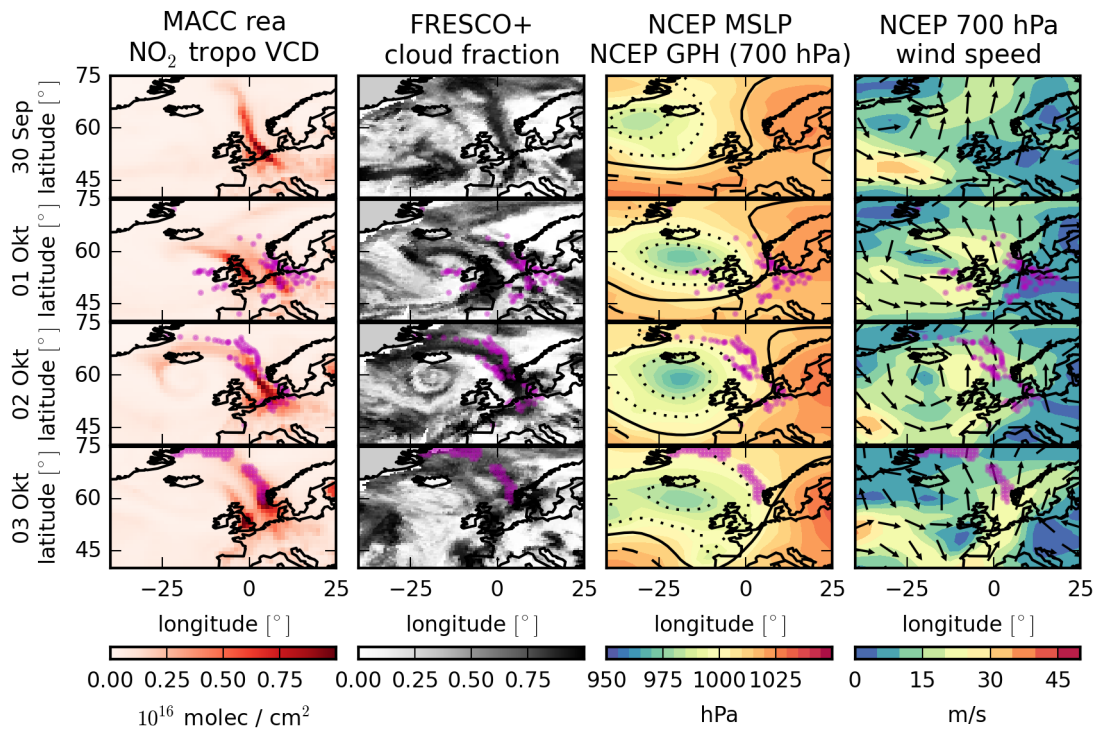 MACC rea
NO₂ tropo VCD
FRESCO+
cloud fraction
NCEP MSLP
NCEP GPH (700 hPa)
NCEP 700 hPa
wind speed
30 Sep
latitude [°]
75
60
45
01 Okt
latitude [°]
75
60
45
02 Okt
latitude [°]
75
60
45
03 Okt
latitude [°]
75
60
45
−25 0 25
−25 0 25
−25 0 25
−25 0 25
longitude [°]
longitude [°]
longitude [°]
longitude [°]
0.00 0.25 0.50 0.75
0.00 0.25 0.50 0.75
950 975 1000 1025
0 15 30 45
10¹⁶ molec / cm²
hPa
m/s